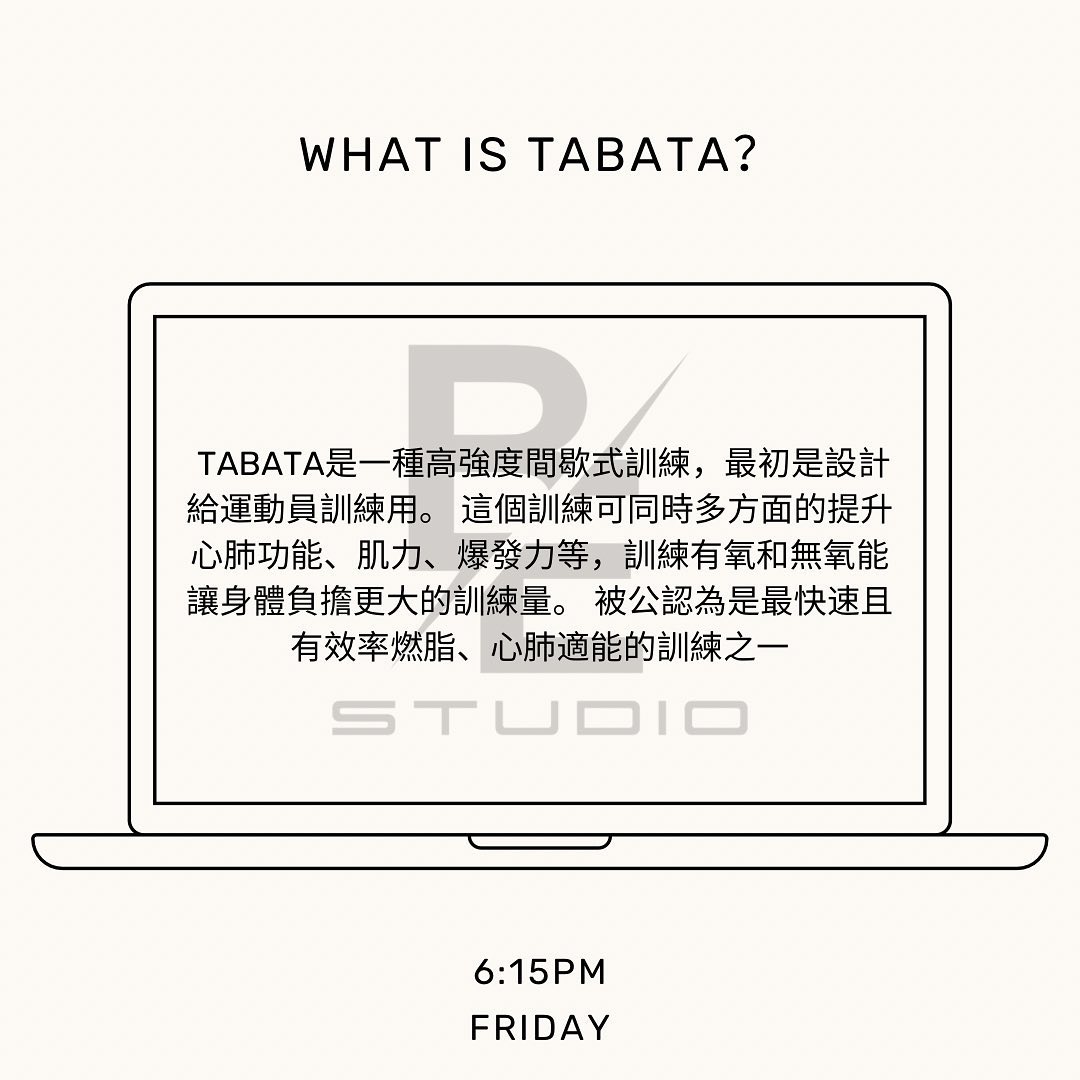 WHAT IS TABATA?
TABATA是一種高強度間歇式訓練，最初是設計
給運動員訓練用。 這個訓練可同時多方面的提升
心肺功能、肌力、爆發力等，訓練有氧和無氧能
讓身體負擔更大的訓練量。 被公認為是最快速且
有效率燃脂、心肺適能的訓練之一
STUDIO
6:15PM
FRIDAY